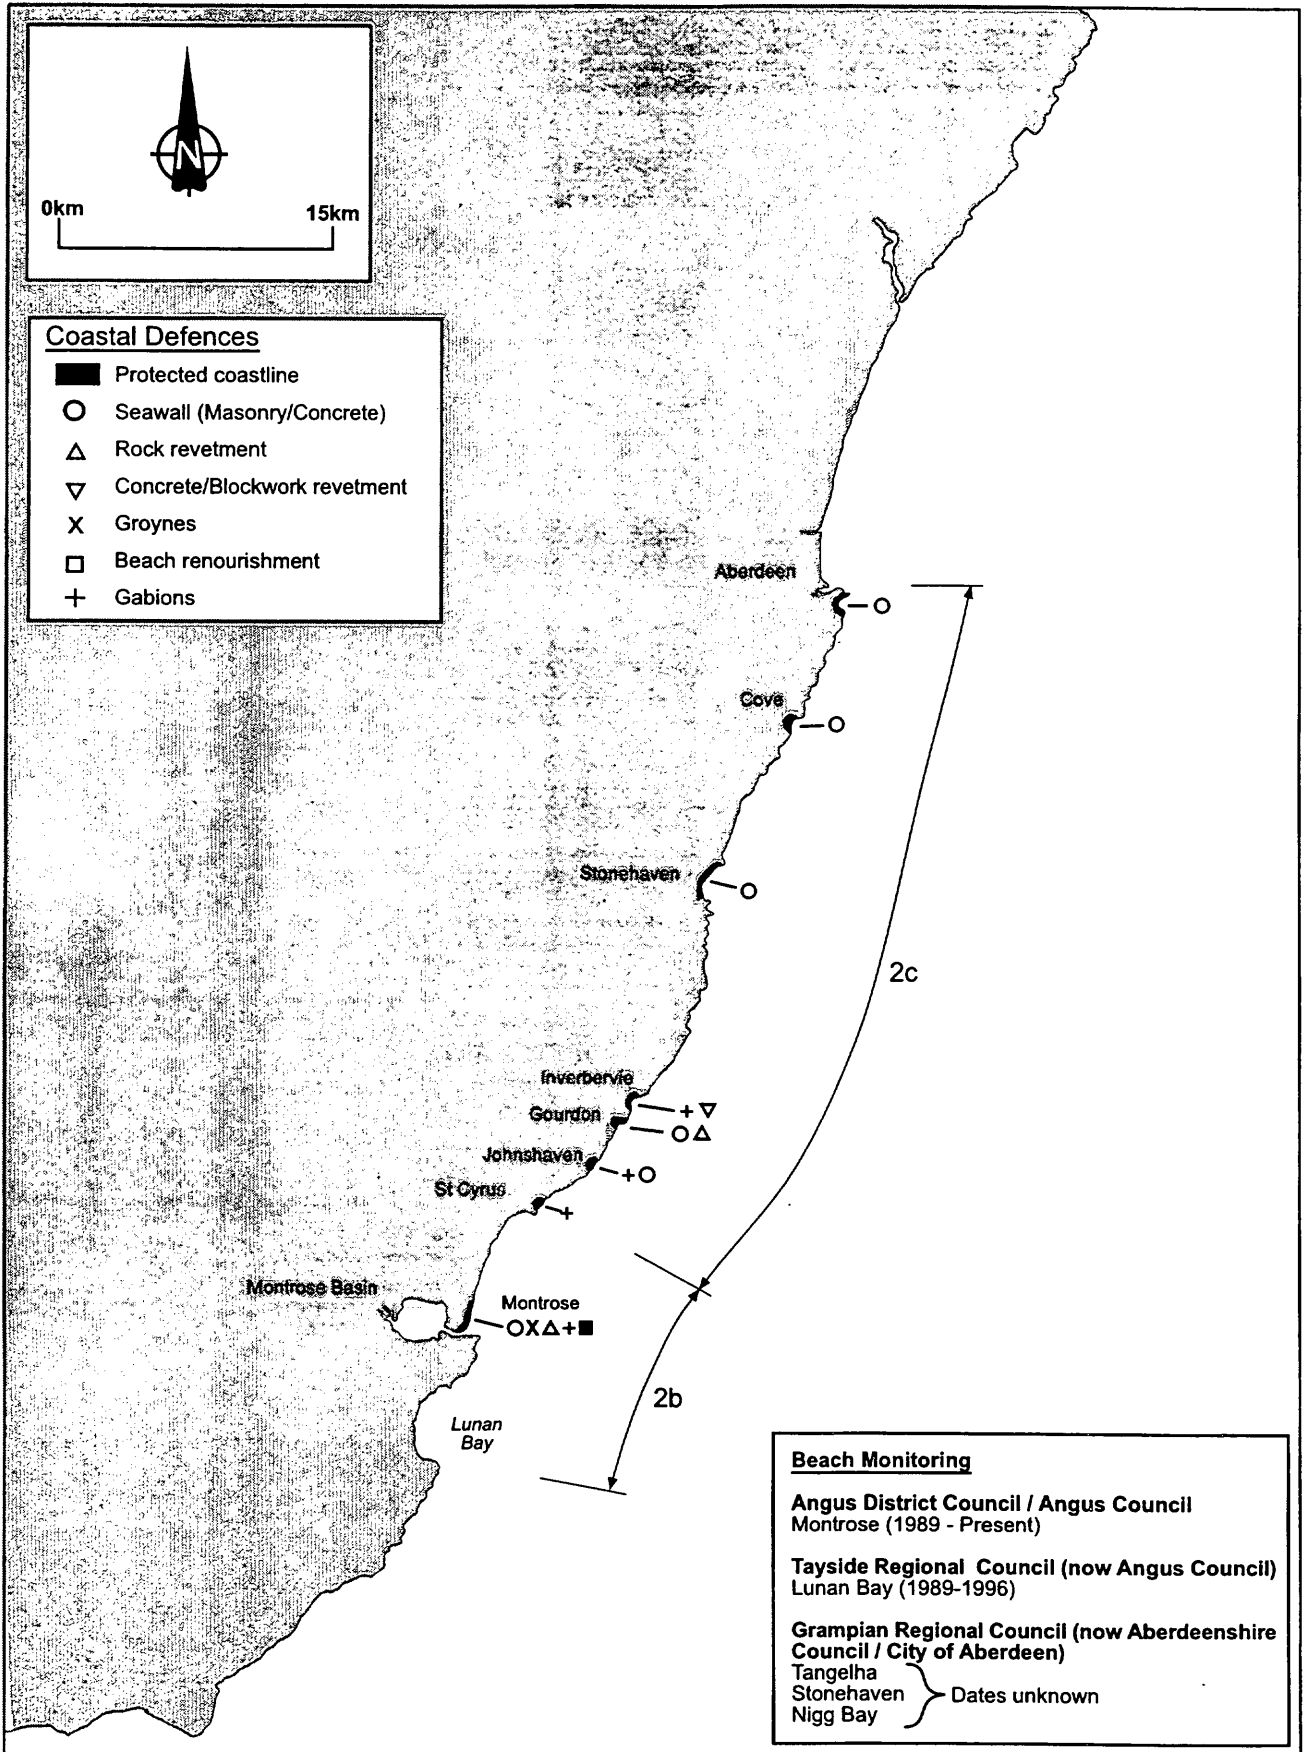 N
0km 15km
Coastal Defences
Protected coastline
Seawall (Masonry/Concrete)
Rock revetment
Concrete/Blockwork revetment
X Groynes
Beach renourishment
+ Gabions
Aberdeen
Cove
Stonehaven
2c
Inverbervie
Gourdon
Johnshaven
St Cyrus
Montrose Basin
Montrose
2b
Lunan
Bay
Beach Monitoring
Angus District Council / Angus Council
Montrose (1989 - Present)
Tayside Regional Council (now Angus Council)
Lunan Bay (1989-1996)
Grampian Regional Council (now Aberdeenshire
Council / City of Aberdeen)
Tangelha
Stonehaven
Nigg Bay
Dates unknown